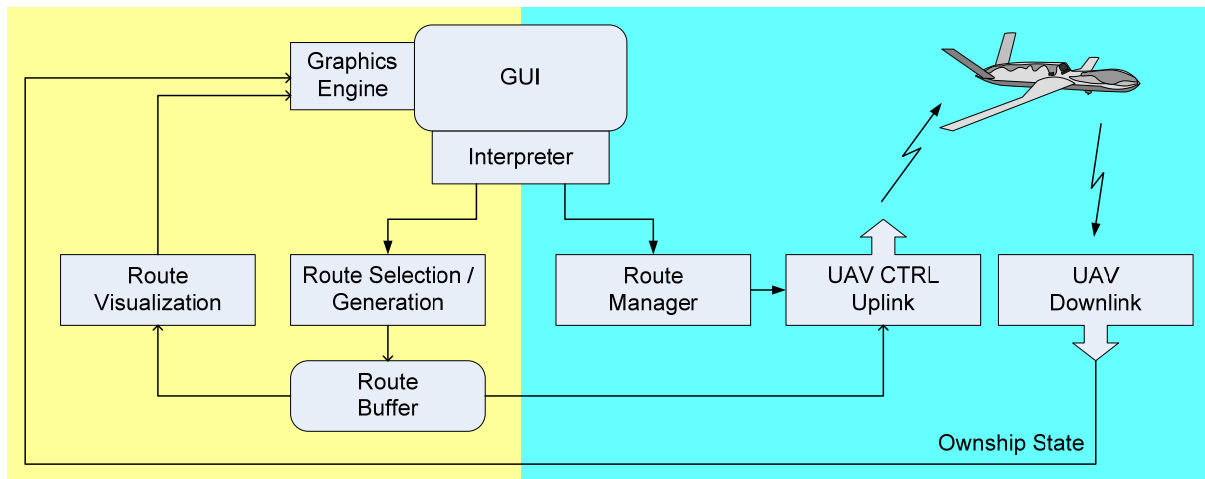 Graphics
Engine
GUI
Interpreter
Route
Visualization
Route Selection /
Generation
Route
Manager
UAV CTRL
Uplink
UAV
Downlink
Route
Buffer
Ownship State